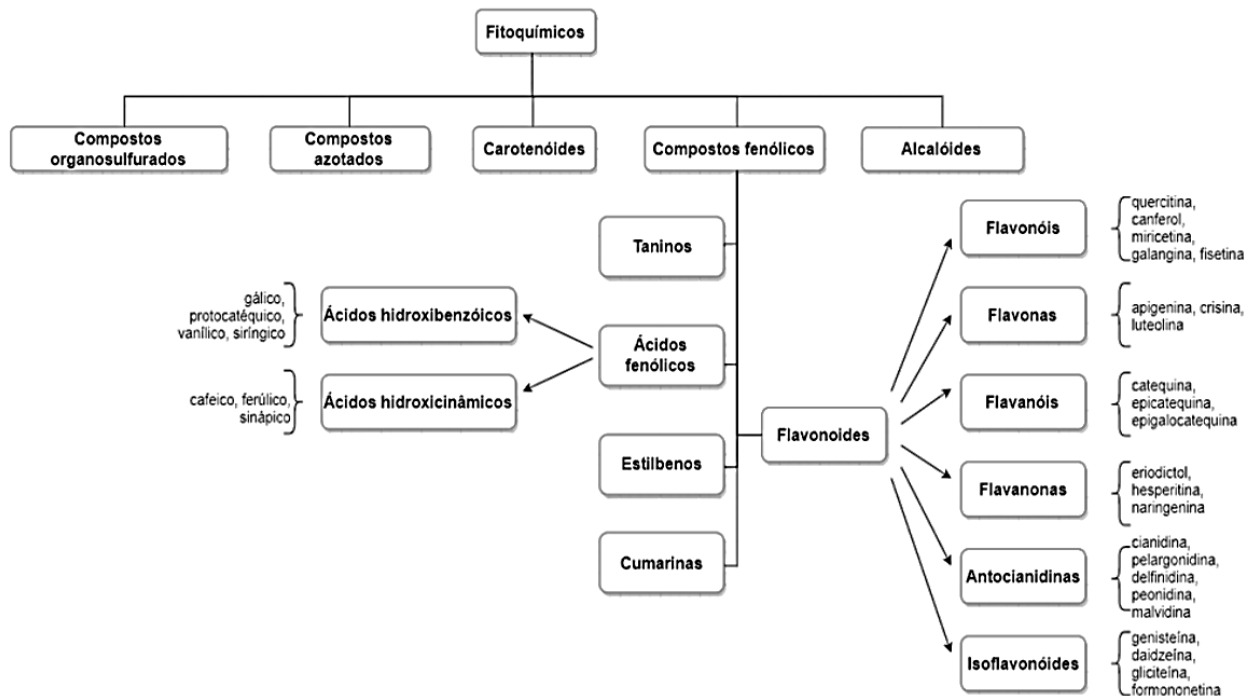 Fitoquímicos
Compostos
organosulfurados
Compostos
azotados
Carotenóides
Compostos fenólicos
Alcalóides
Taninos
Ácidos
fenólicos
Estilbenos
Cumarinas
Ácidos hidroxibenzóicos
gálico,
protocatéquico,
vanílico, siríngico
Ácidos hidroxicinâmicos
cafeico, ferúlico,
sinápico
Flavonoides
Flavonóis
quercitina,
canferol,
miricetina,
galangina, fisetina
Flavonas
apigenina, crisina,
luteolina
Flavanóis
catequina,
epicatequina,
epigalocatequina
Flavanonas
eriodictol,
hesperitina,
naringenina
Antocianidinas
cianidina,
pelargonidina,
delfinidina,
peonidina,
malvidina
Isoflavonóides
genisteína,
daidzeína,
gliciteína,
formononetina